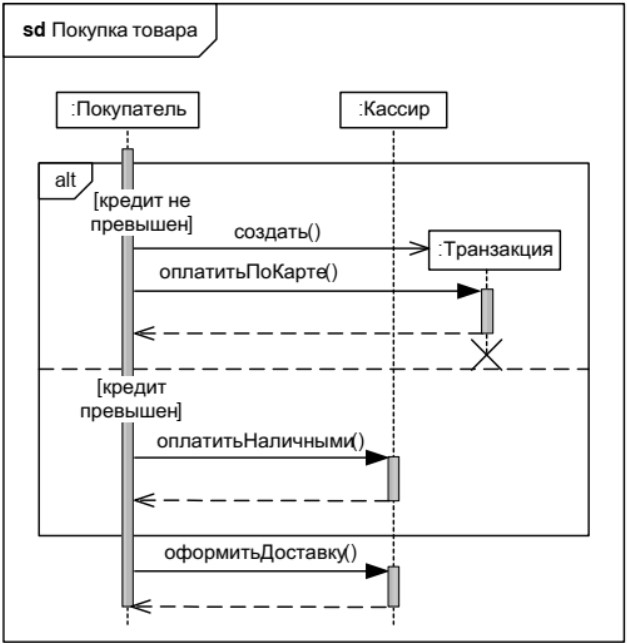 sd Покупка товара
:Покупатель
:Кассир
alt
[кредит не
превышен]
создать()
:Транзакция
оплатитьПоКарте()
[кредит
превышен]
оплатитьНаличными()
оформитьДоставку()